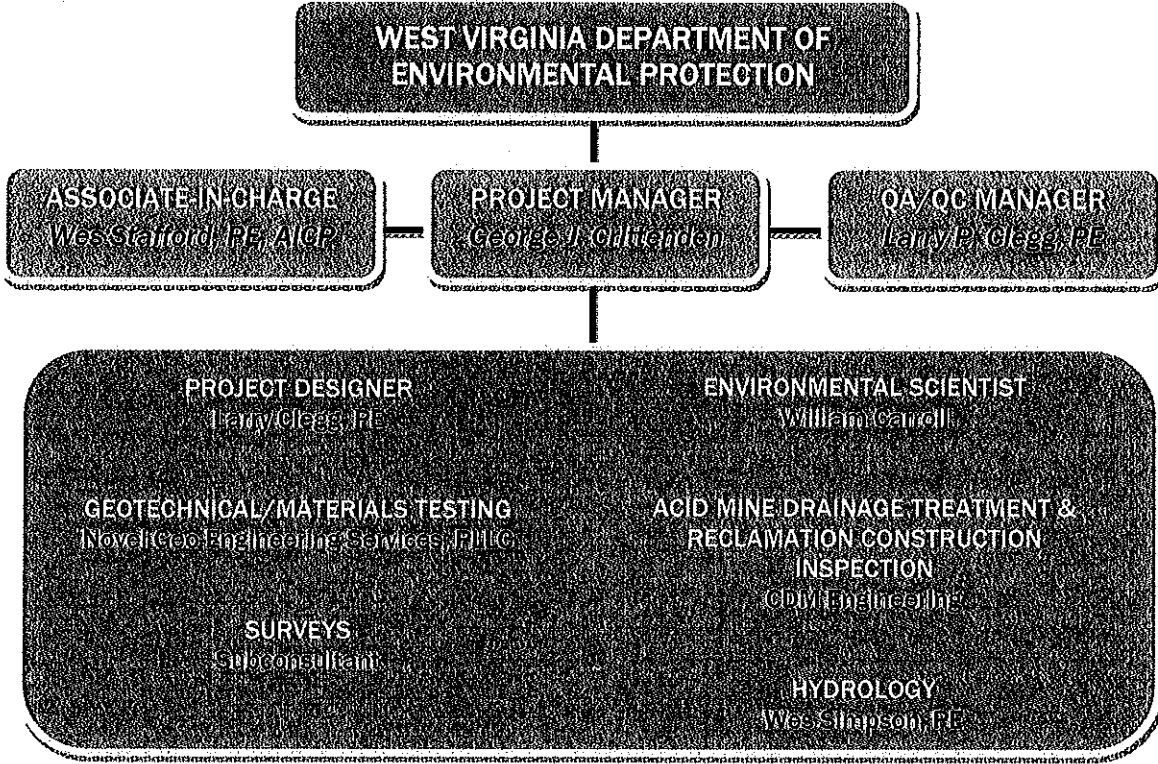 WEST VIRGINIA DEPARTMENT OF
ENVIRONMENTAL PROTECTION
ASSOCIATE-IN-CHARGE
Wes Stafford, PE, AICP
PROJECT MANAGER
George J. Crittenden
QA/QC MANAGER
Larry P. Clegg, PE
PROJECT DESIGNER
Larry Clegg, PE
ENVIRONMENTAL SCIENTIST
William Carroll
GEOTECHNICAL/MATERIALS TESTING
Novel Geo Engineering Services, PLLC
ACID MINE DRAINAGE TREATMENT &
RECLAMATION CONSTRUCTION
INSPECTION
CDM Engineering
SURVEYS
Subconsultant
HYDROLOGY
Wes Simpson, PE